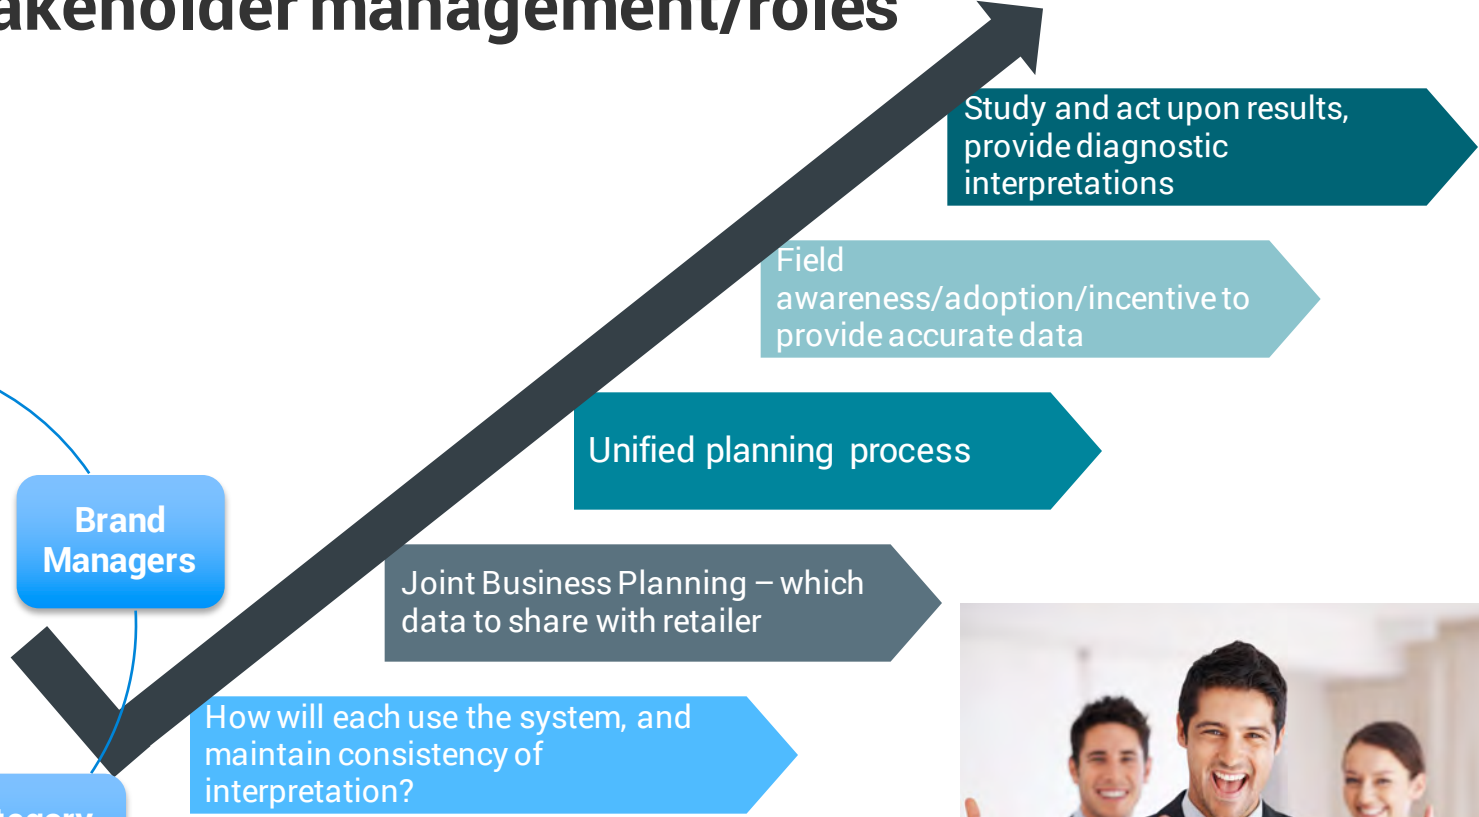 management/roles
Study and act upon results,
provide diagnostic
interpretations
Field
awareness/adoption/incentive to
provide accurate data
Unified planning process
Brand
Managers
Joint Business Planning – which
data to share with retailer
How will each use the system, and
maintain consistency of
interpretation?